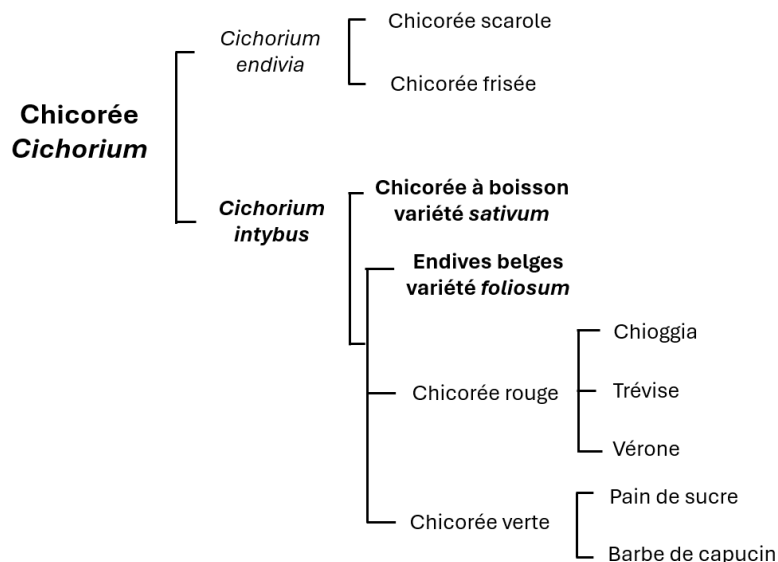 Chicorée
Cichorium
Cichorium
endivia
Chicorée scarole
Chicorée frisée
Cichorium
intybus
Chicorée à boisson
variété sativum
Endives belges
variété foliosum
Chicorée rouge
Chioggia
Trévise
Vérone
Chicorée verte
Pain de sucre
Barbe de capucin